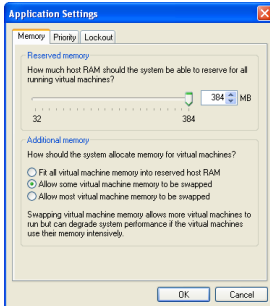 Application Settings
Memory Priority Lockout
Reserved memory
How much host RAM should the system be able to reserve for all
running virtual machines?
384 MB
32 384
Additional memory
How should the system allocate memory for virtual machines?
Fit all virtual machine memory into reserved host RAM
Allow some virtual machine memory to be swapped
Allow most virtual machine memory to be swapped
Swapping virtual machine memory allows more virtual machines to
run but can degrade system performance if the virtual machines
use their memory intensively.
OK Cancel